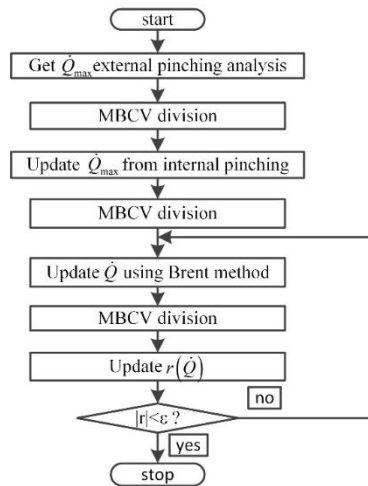 start
Get Q̇max external pinching analysis
MBCV division
Update Q̇max from internal pinching
MBCV division
Update Q̇ using Brent method
MBCV division
Update r(Q̇)
no
|r|<ε ?
yes
stop